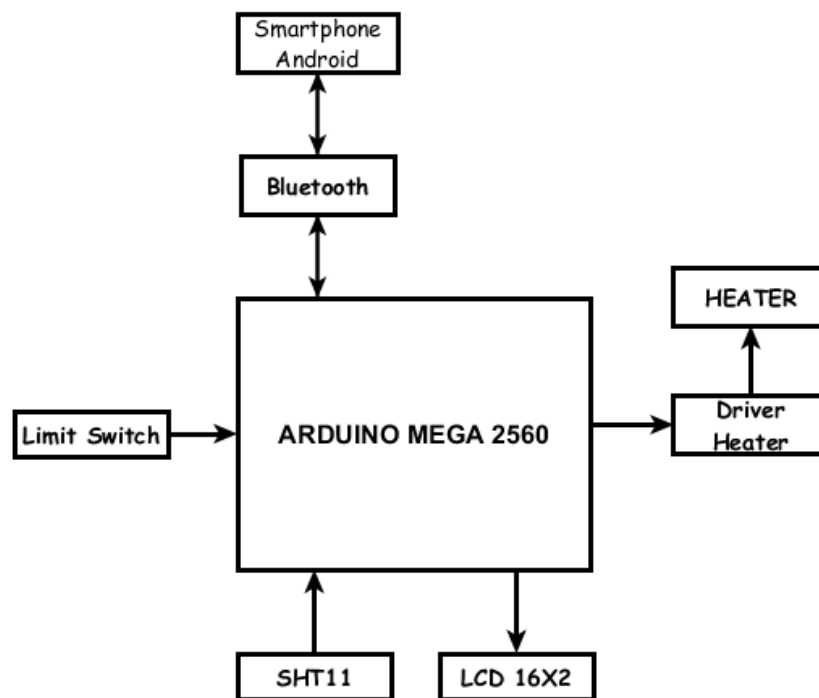 Smartphone
Android
Bluetooth
HEATER
Driver
Heater
Limit Switch
ARDUINO MEGA 2560
SHT11
LCD 16X2